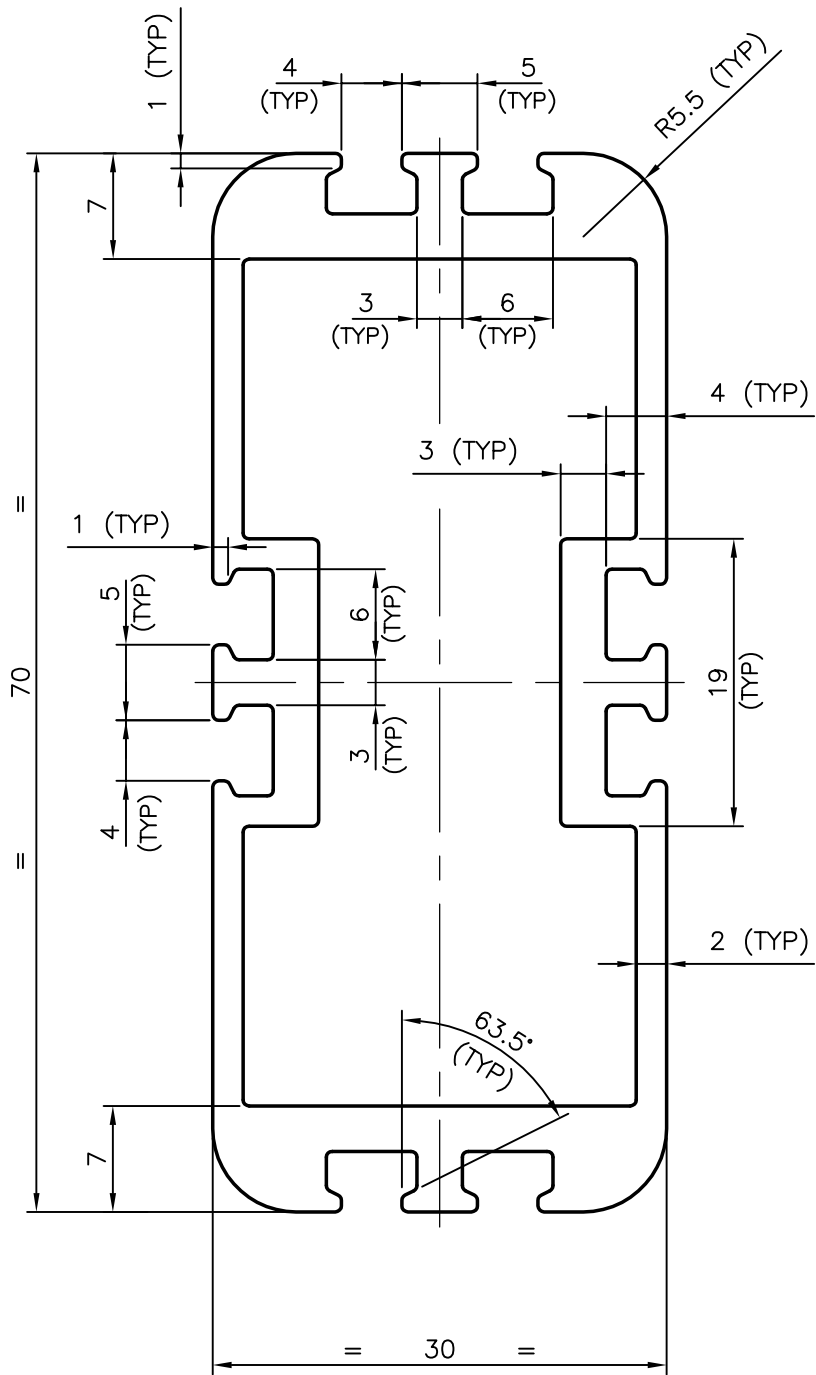 1 (TYP)
4
(TYP)
5
(TYP)
R5.5 (TYP)
7
3
(TYP)
6
(TYP)
4 (TYP)
3 (TYP)
=
1 (TYP)
5
(TYP)
6
(TYP)
70
19
(TYP)
3
(TYP)
4
(TYP)
=
2 (TYP)
63.5°
(TYP)
7
= 30 =